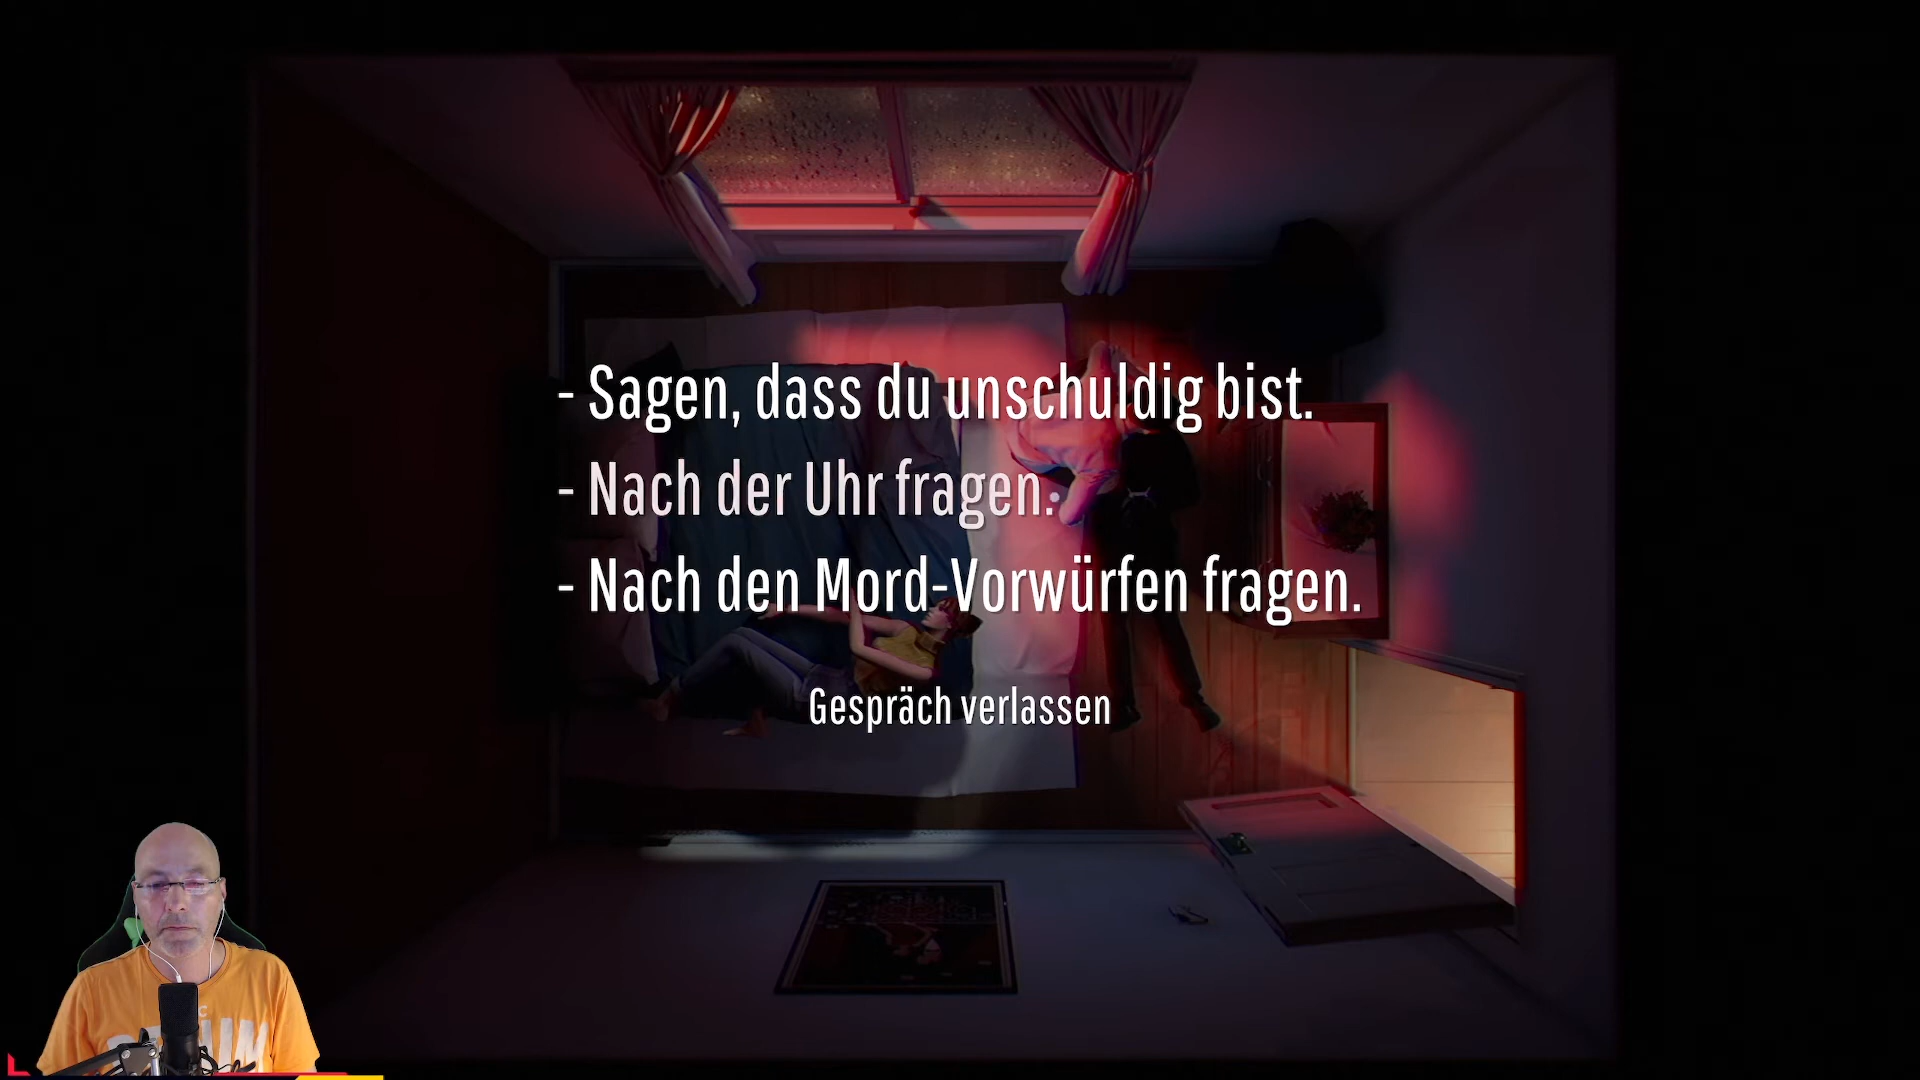 - Sagen, dass du unschuldig bist.
- Nach der Uhr fragen.
- Nach den Mord-Vorwürfen fragen.
Gespräch verlassen